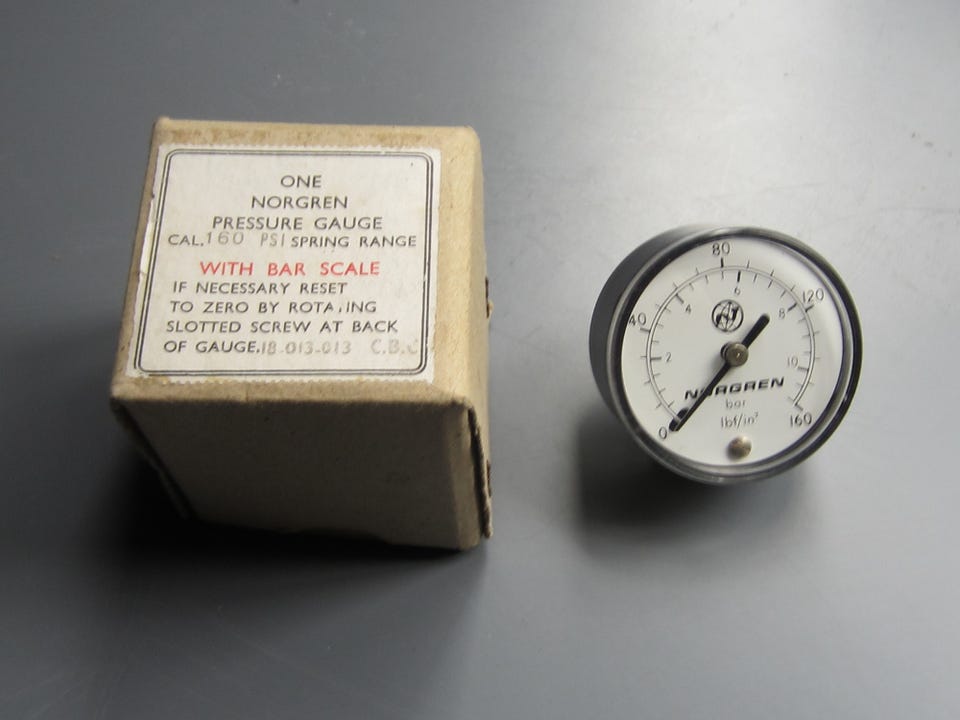 ONE
NORGREN
PRESSURE GAUGE
CAL. 160 PSI SPRING RANGE
WITH BAR SCALE
IF NECESSARY RESET
TO ZERO BY ROTATING
SLOTTED SCREW AT BACK
OF GAUGE. 18-013-013 C.B.C
80
6
4
8
120
40
2
10
NORGREN
bar
lbf/in²
0
160